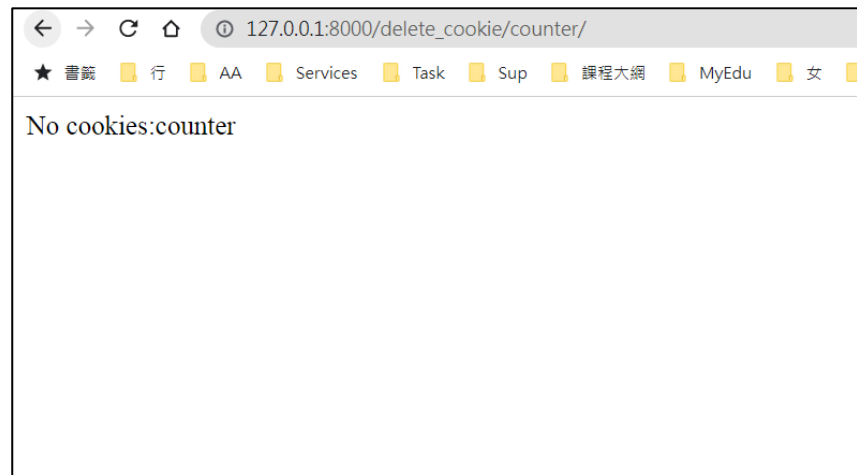 127.0.0.1:8000/delete_cookie/counter/
書籤 行 AA Services Task Sup 課程大網 MyEdu 女
No cookies:counter